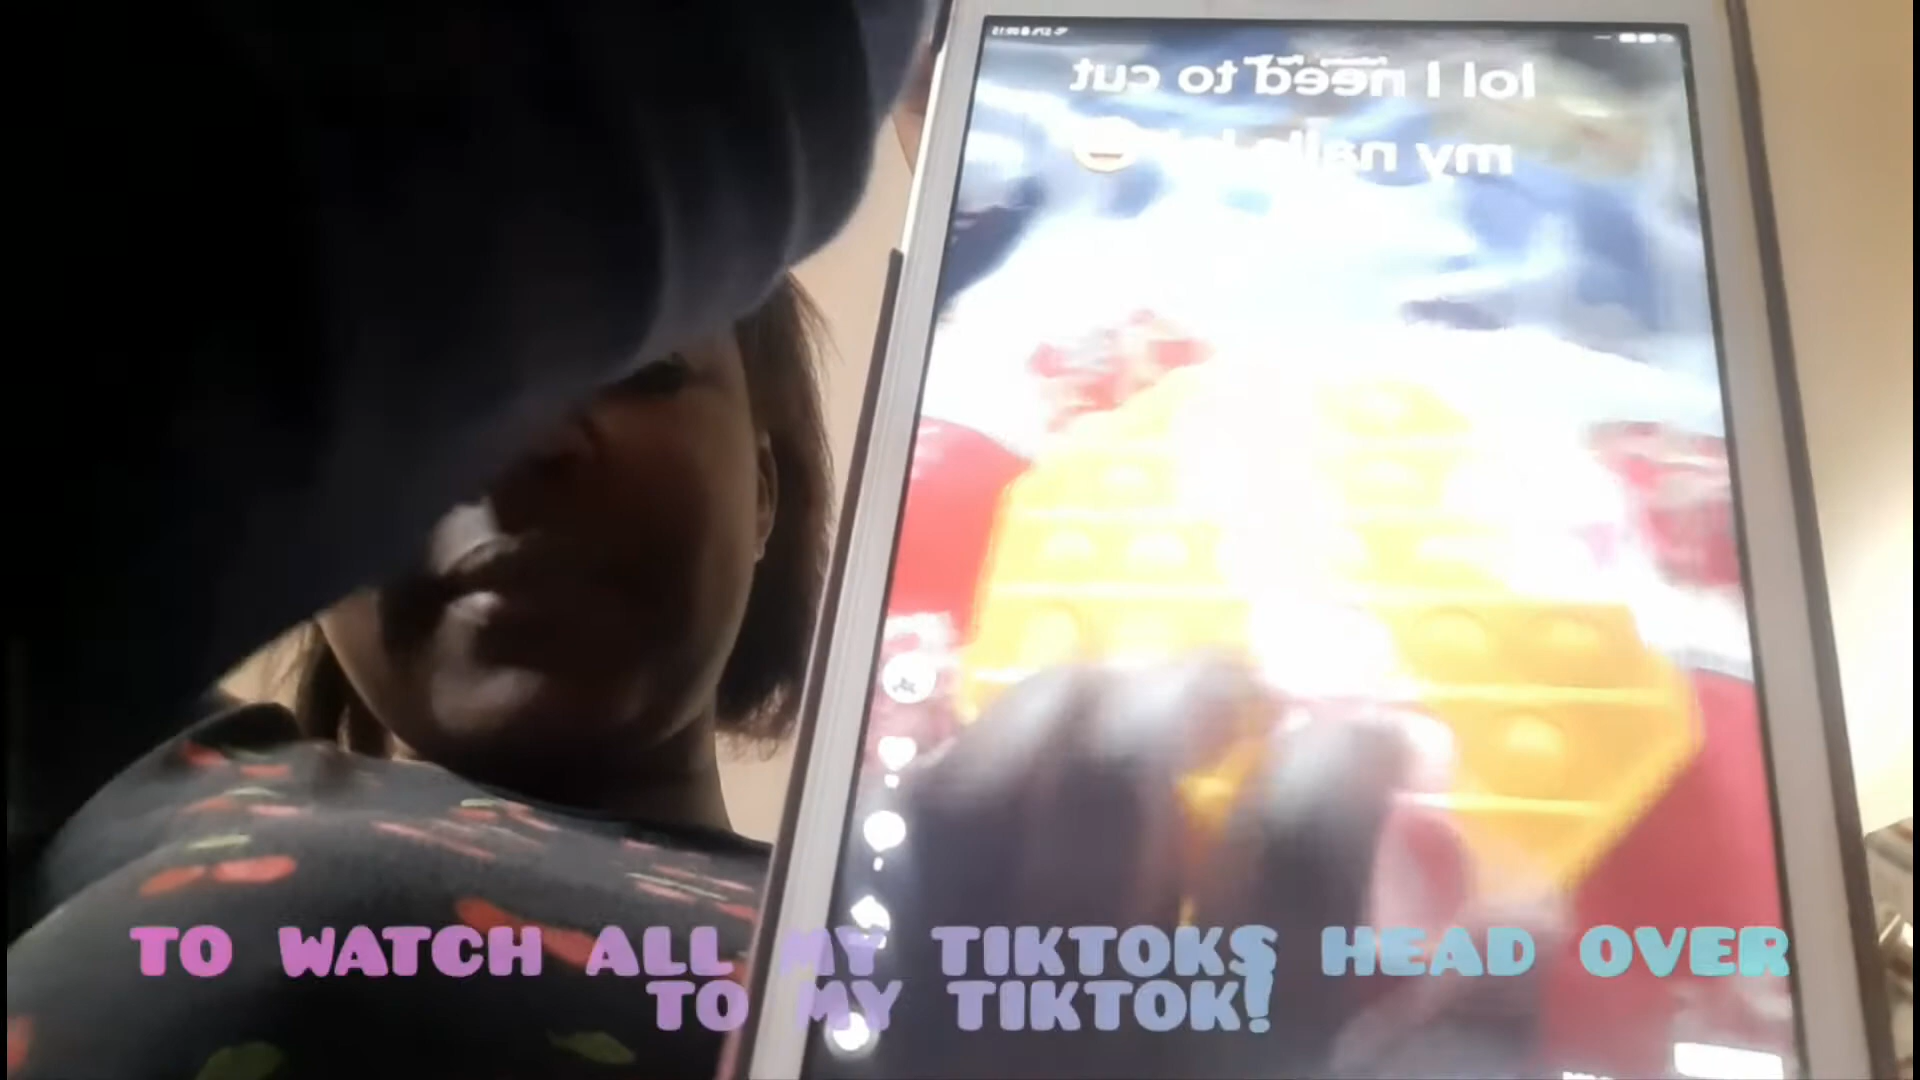 lol I need to cut
my nails
TO WATCH ALL MY TIKTOKS HEAD OVER
TO MY TIKTOK!